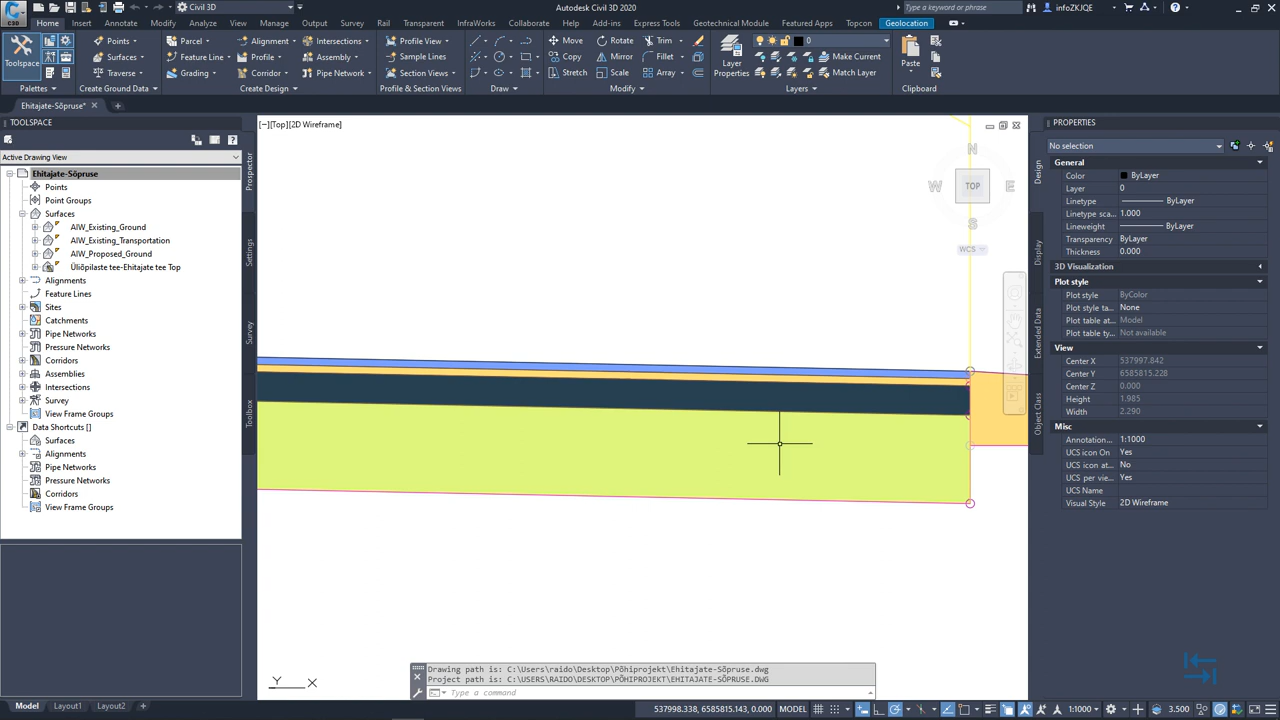 Autodesk Civil 3D 2020
Civil 3D
Type a keyword or phrase
infoZKJQE
C3D
Home Insert Annotate Modify Analyze View Manage Output Survey Rail Transparent InfraWorks Collaborate Help Add-ins Express Tools Geotechnical Module Featured Apps Topcon Geolocation
Toolspace
Points
Surfaces
Traverse
Parcel
Feature Line
Grading
Alignment
Profile
Corridor
Intersections
Assembly
Pipe Network
Profile View
Sample Lines
Section Views
Move Rotate Trim
Copy Mirror Fillet
Stretch Scale Array
Layer Properties
0
Make Current
Match Layer
Paste
Palettes Create Ground Data Create Design Profile & Section Views Draw Modify Layers Clipboard
Ehitajate-Sõpruse*
TOOLSPACE
Active Drawing View
Ehitajate-Sõpruse
Points
Point Groups
Surfaces
AIW_Existing_Ground
AIW_Existing_Transportation
AIW_Proposed_Ground
Üliõpilaste tee-Ehitajate tee Top
Alignments
Feature Lines
Sites
Catchments
Pipe Networks
Pressure Networks
Corridors
Assemblies
Intersections
Survey
View Frame Groups
Data Shortcuts []
Surfaces
Alignments
Pipe Networks
Pressure Networks
Corridors
View Frame Groups
Prospector
Settings
Survey
Toolbox
[−][Top][2D Wireframe]
N
W TOP E
S
WCS
Drawing path is: C:\Users\raido\Desktop\Põhiprojekt\Ehitajate-Sõpruse.dwg
Project path is: C:\USERS\RAIDO\DESKTOP\PÕHIPROJEKT\EHITAJATE-SÕPRUSE.DWG
Type a command
Y X
Design
Display
Extended Data
Object Class
PROPERTIES
No selection
General
Color ByLayer
Layer 0
Linetype ByLayer
Linetype sca... 1.000
Lineweight ByLayer
Transparency ByLayer
Thickness 0.000
3D Visualization
Plot style
Plot style ByColor
Plot style ta... None
Plot table at... Model
Plot table ty... Not available
View
Center X 537997.842
Center Y 6585815.228
Center Z 0.000
Height 1.985
Width 2.290
Misc
Annotation... 1:1000
UCS icon On Yes
UCS icon at... No
UCS per vie... Yes
UCS Name
Visual Style 2D Wireframe
Model Layout1 Layout2
537998.338, 6585815.143, 0.000 MODEL 1:1000 3.500